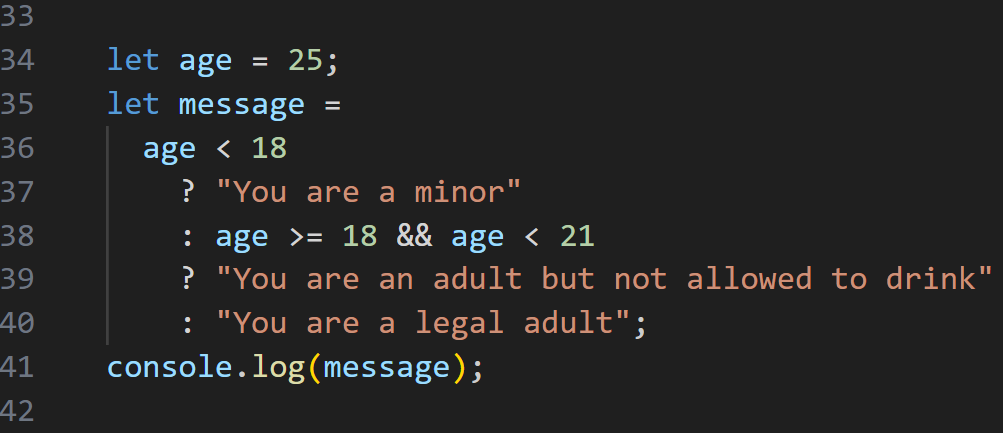 33
34 let age = 25;
35 let message =
36 age < 18
37 ? "You are a minor"
38 : age >= 18 && age < 21
39 ? "You are an adult but not allowed to drink"
40 : "You are a legal adult";
41 console.log(message);
42